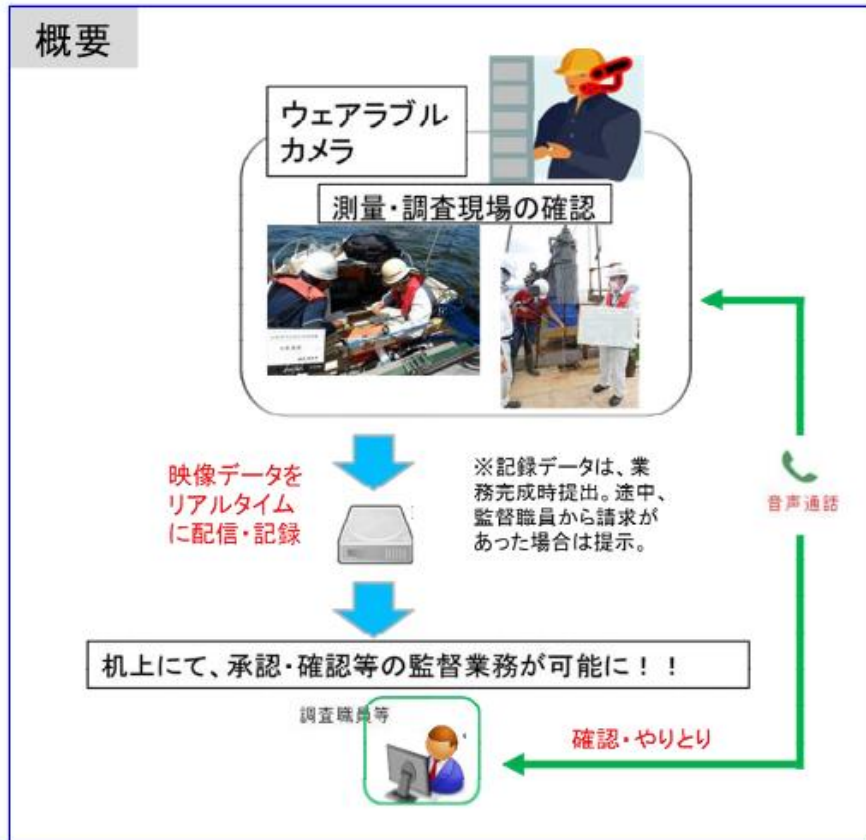 概要
ウェアラブル
カメラ
測量・調査現場の確認
映像データを
リアルタイム
に配信・記録
※記録データは、業
務完成時提出。途中、
監督職員から請求が
あった場合は提示。
音声通話
机上にて、承認・確認等の監督業務が可能に！！
調査職員等
確認・やりとり